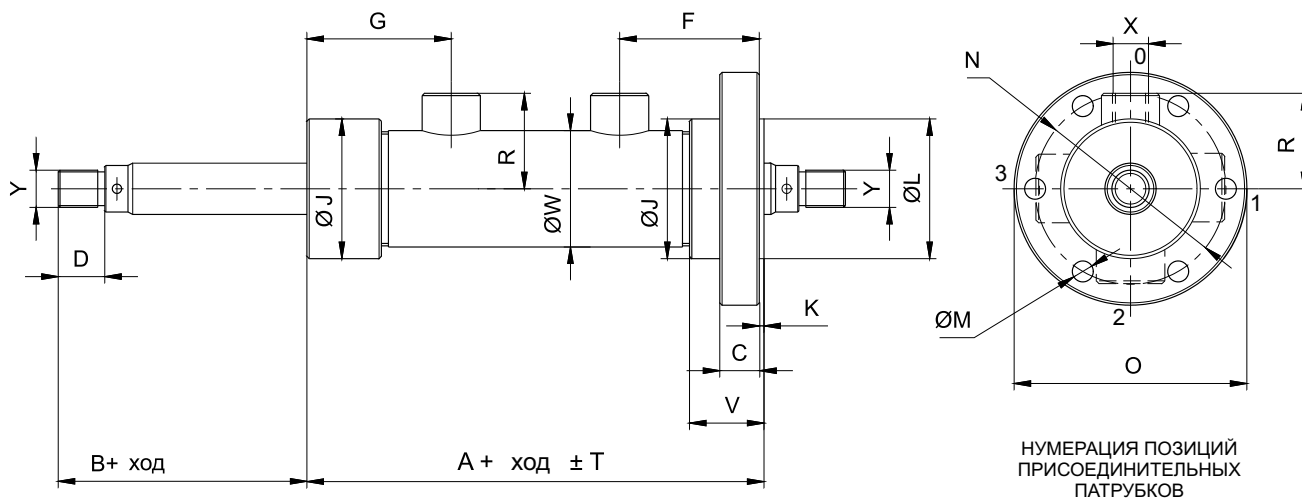 G
F
X
0
N
R
R
Y
ØJ
ØW
ØJ
Y
ØL
3
1
D
K
ØM
2
C
O
V
B+ ход
A + ход ± T
НУМЕРАЦИЯ ПОЗИЦИЙ
ПРИСОЕДИНИТЕЛЬНЫХ
ПАТРУБКОВ